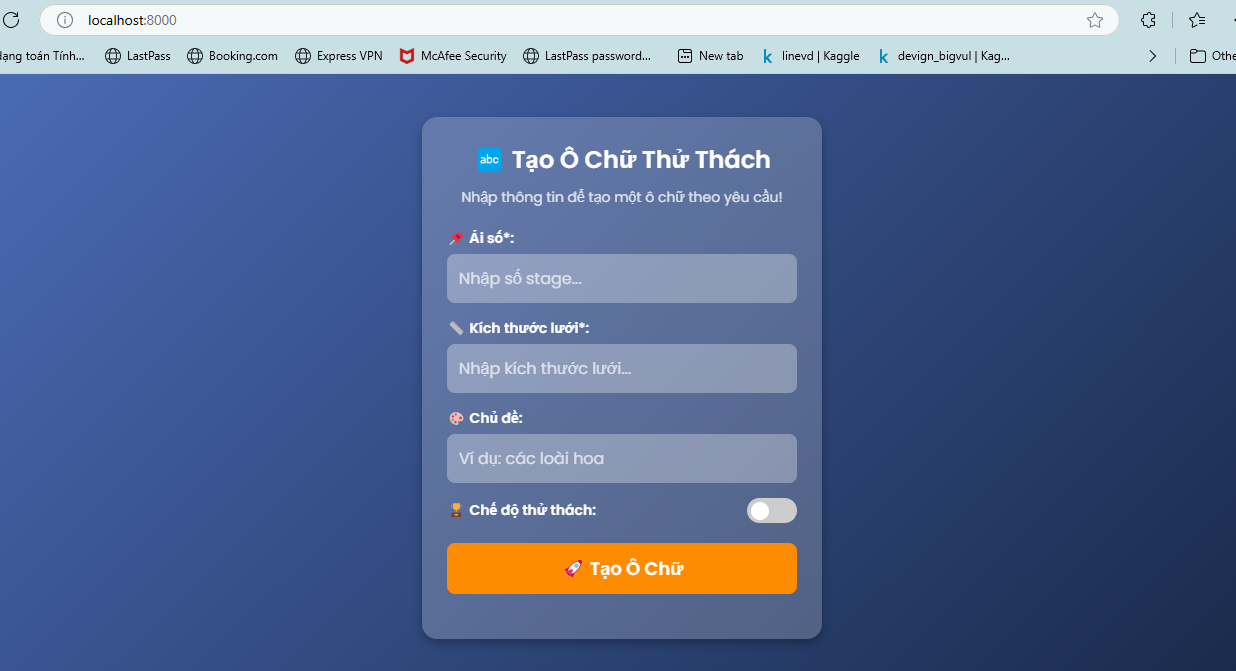 localhost:8000
dạng toán Tính... LastPass Booking.com Express VPN McAfee Security LastPass password... New tab linevd | Kaggle devign_bigvul | Kag... Othe
abc Tạo Ô Chữ Thử Thách
Nhập thông tin để tạo một ô chữ theo yêu cầu!
Ải số*:
Nhập số stage...
Kích thước lưới*:
Nhập kích thước lưới...
Chủ đề:
Ví dụ: các loài hoa
Chế độ thử thách:
Tạo Ô Chữ